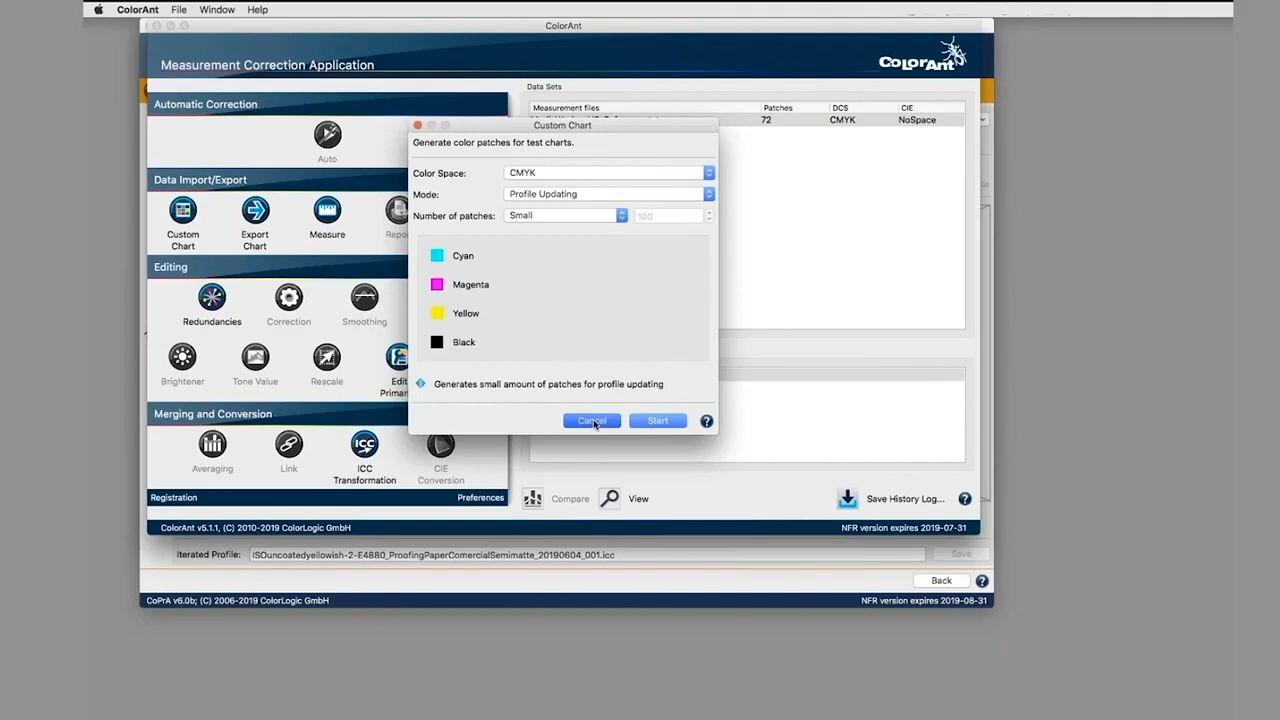 ColorAnt File Window Help
ColorAnt
Measurement Correction Application
ColorAnt
Automatic Correction
Auto
Data Import/Export
Custom Chart
Export Chart
Measure
Editing
Redundancies
Correction
Smoothing
Brightener
Tone Value
Rescale
Merging and Conversion
Averaging
Link
ICC Transformation
CIE Conversion
Registration
Preferences
Data Sets
Measurement files Patches DCS CIE
72 CMYK NoSpace
Custom Chart
Generate color patches for test charts.
Color Space: CMYK
Mode: Profile Updating
Number of patches: Small 100
Cyan
Magenta
Yellow
Black
Generates small amount of patches for profile updating
Cancel Start ?
Compare View Save History Log... ?
ColorAnt v5.1.1, (C) 2010-2019 ColorLogic GmbH NFR version expires 2019-07-31
Iterated Profile: ISOuncoatedyellowish-2-E4880_ProofingPaperComercialSemimatte_20190604_001.icc Save
Back ?
CoPrA v6.0b; (C) 2006-2019 ColorLogic GmbH NFR version expires 2019-08-31